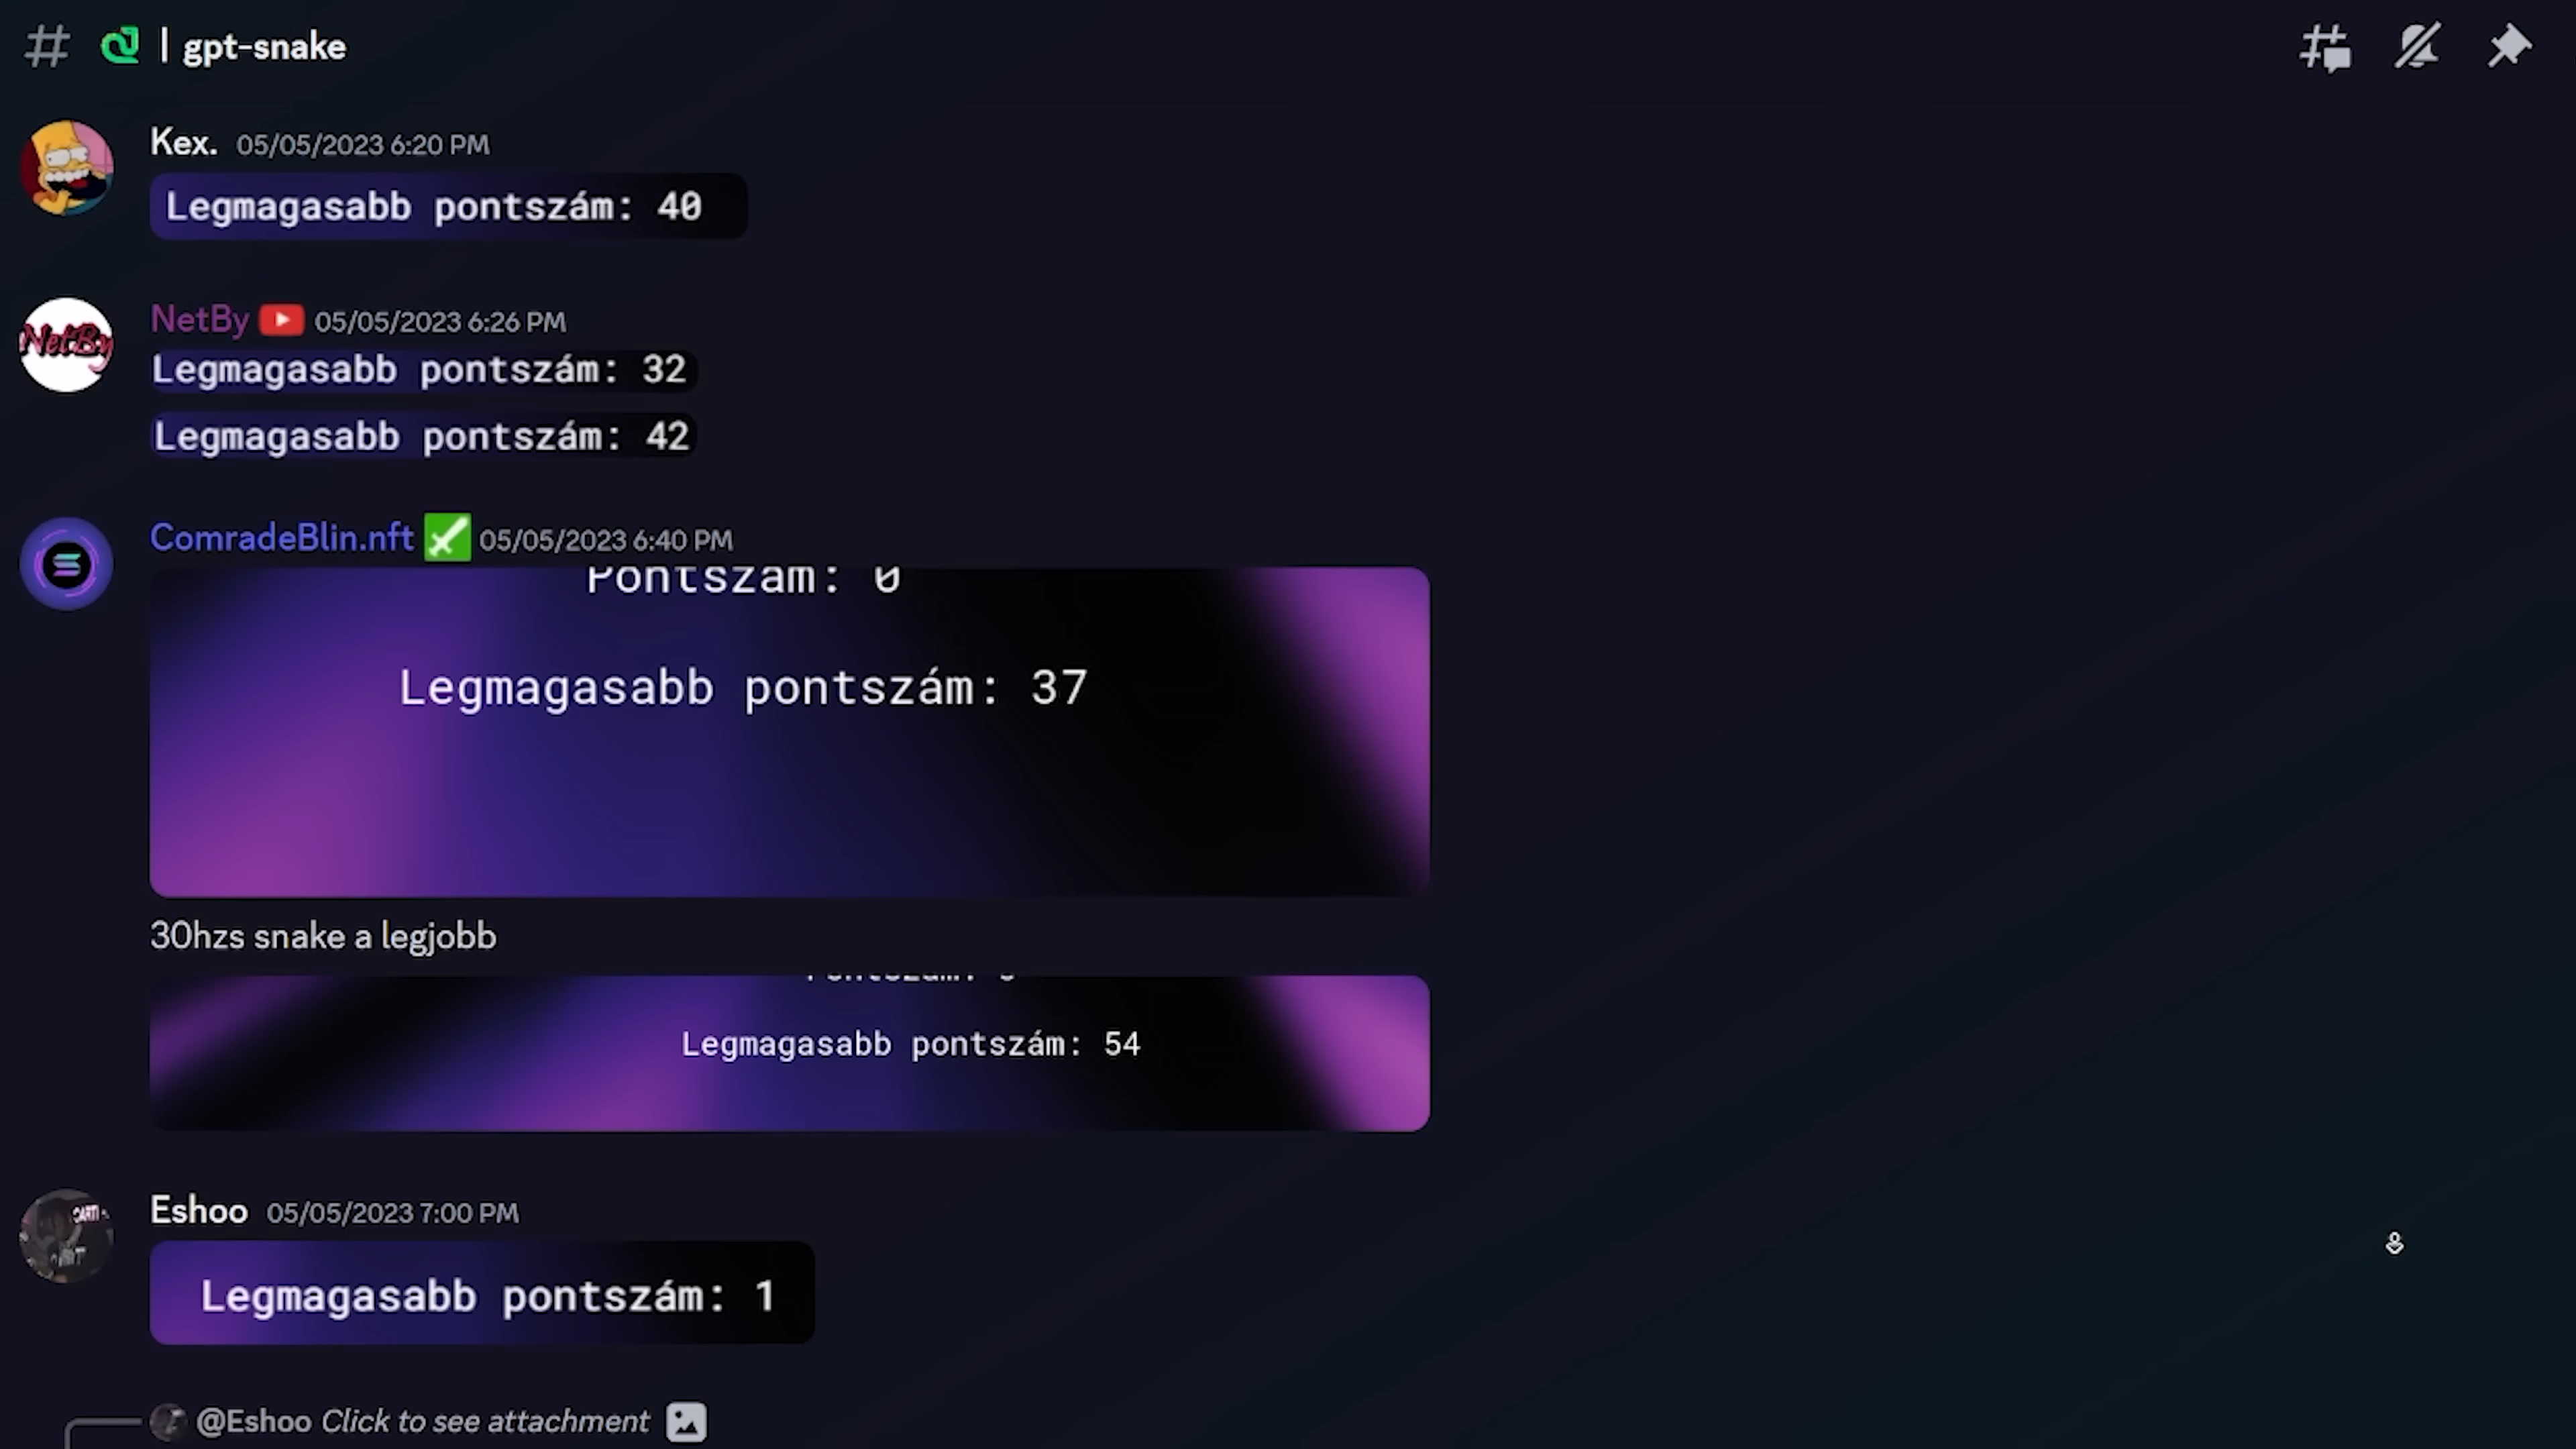 | gpt-snake
Kex. 05/05/2023 6:20 PM
Legmagasabb pontszám: 40
NetBy 05/05/2023 6:26 PM
NetBy
Legmagasabb pontszám: 32
Legmagasabb pontszám: 42
ComradeBlin.nft 05/05/2023 6:40 PM
Pontszám: 0
Legmagasabb pontszám: 37
30hzs snake a legjobb
Legmagasabb pontszám: 54
Eshoo 05/05/2023 7:00 PM
Legmagasabb pontszám: 1
@Eshoo Click to see attachment